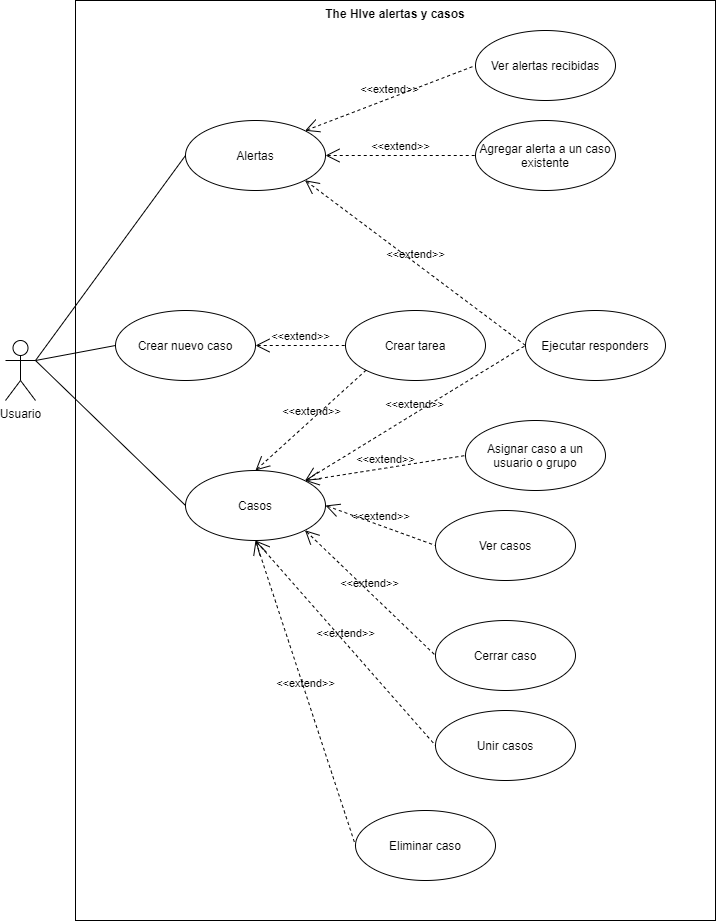 The HIve alertas y casos
Ver alertas recibidas
<<extend>>
Alertas
<<extend>>
Agregar alerta a un caso
existente
<<extend>>
Crear nuevo caso
<<extend>>
Crear tarea
Ejecutar responders
Usuario
<<extend>>
<<extend>>
Asignar caso a un
usuario o grupo
<<extend>>
Casos
<<extend>>
Ver casos
<<extend>>
Cerrar caso
<<extend>>
<<extend>>
Unir casos
Eliminar caso